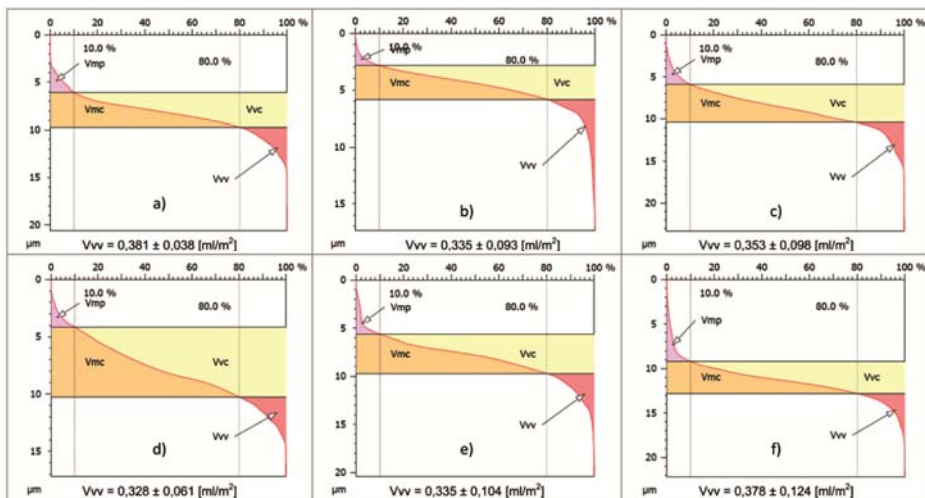 0 20 40 60 80 100 %
0
10.0 %
Vmp
80.0 %
5
Vmc Vvc
10
Vvv
15
a)
20
µm
Vvv = 0,381 ± 0,038 [ml/m²]
0 20 40 60 80 100 %
0
10.0 %
Vmp
80.0 %
Vmc Vvc
5
10
Vvv
15
b)
µm
Vvv = 0,335 ± 0,093 [ml/m²]
0 20 40 60 80 100 %
0
10.0 %
Vmp
80.0 %
5
Vmc Vvc
10
Vvv
15
c)
20
µm
Vvv = 0,353 ± 0,098 [ml/m²]
0 20 40 60 80 100 %
0
10.0 %
Vmp
80.0 %
5
Vmc Vvc
10
Vvv
15
d)
µm
Vvv = 0,328 ± 0,061 [ml/m²]
0 20 40 60 80 100 %
0
10.0 %
Vmp
80.0 %
5
Vmc Vvc
10
Vvv
15
e)
20
µm
Vvv = 0,335 ± 0,104 [ml/m²]
0 20 40 60 80 100 %
0
10.0 %
80.0 %
Vmp
5
10
Vmc Vvc
15
Vvv
f)
20
µm
Vvv = 0,378 ± 0,124 [ml/m²]